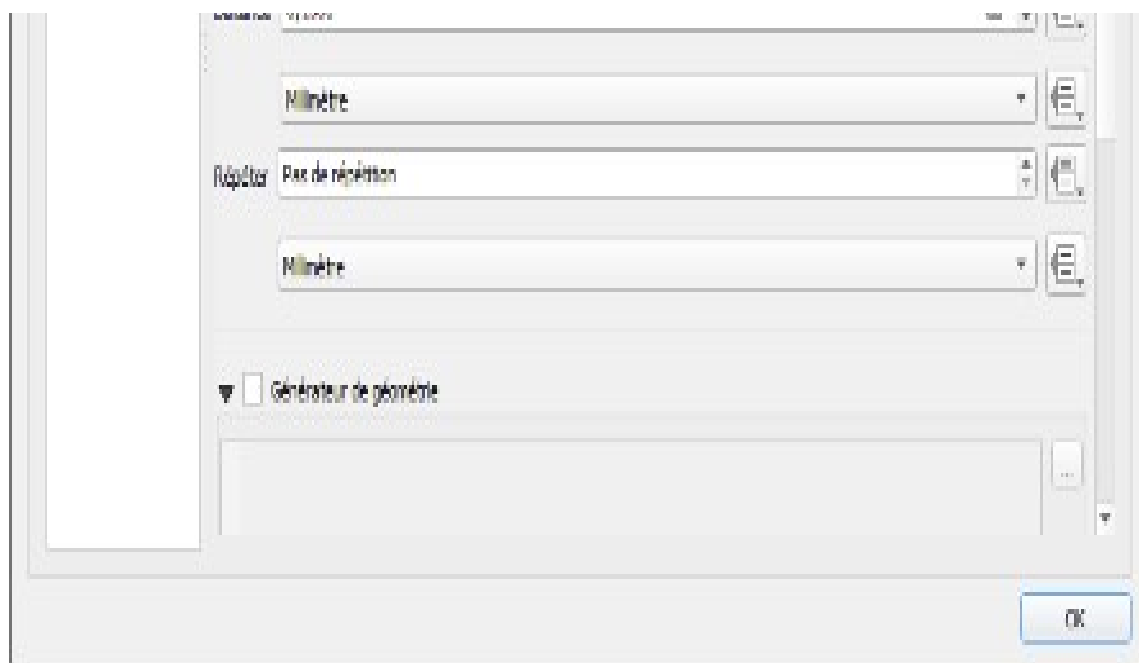 Millimètre
Répéter Pas de répétition
Millimètre
Générateur de géométrie
...
OK